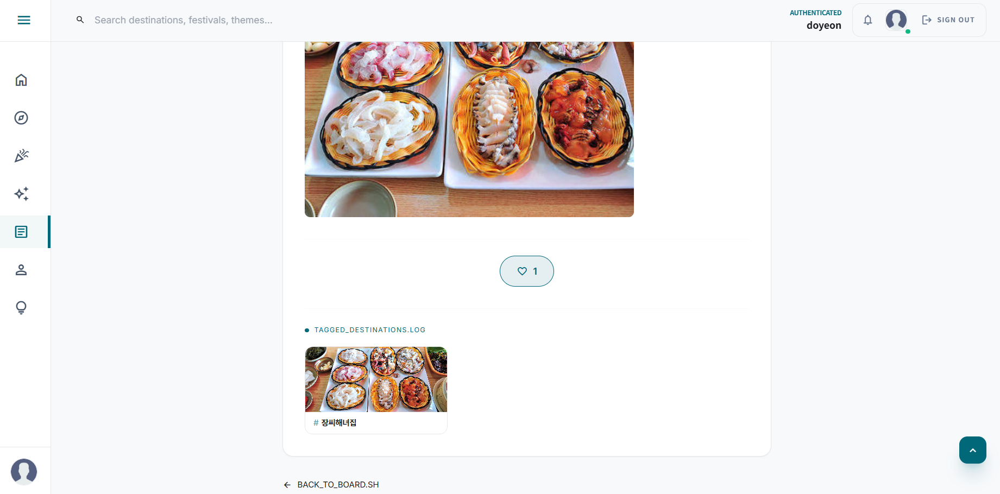 Search destinations, festivals, themes...
AUTHENTICATED
doyeon
SIGN OUT
1
TAGGED_DESTINATIONS.LOG
# 장씨해녀집
BACK_TO_BOARD.SH